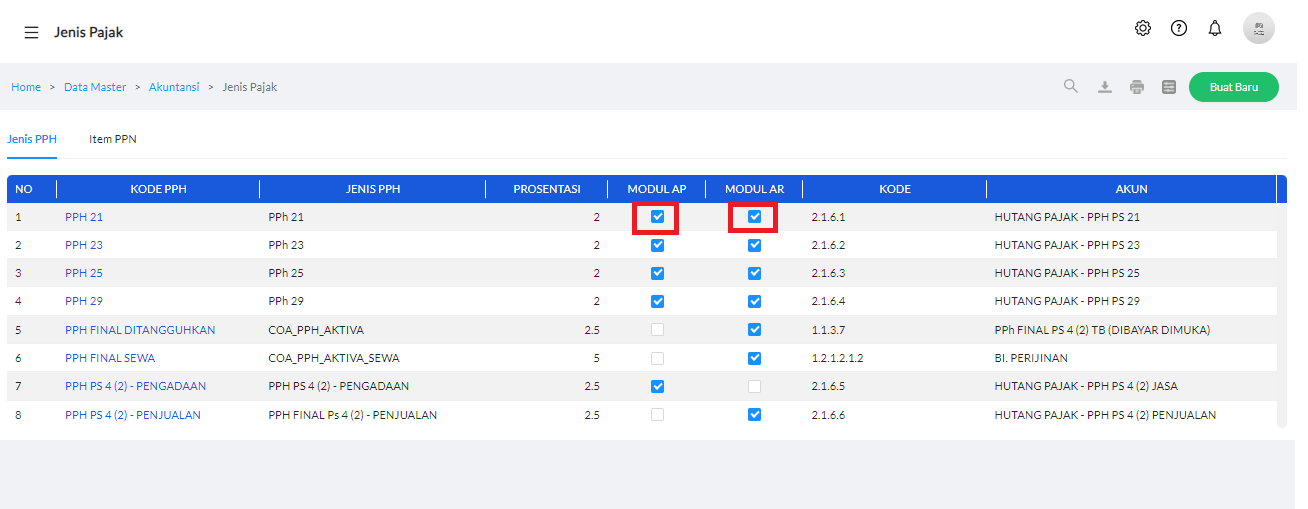 Jenis Pajak
Home > Data Master > Akuntansi > Jenis Pajak
Buat Baru
Jenis PPH Item PPN
NO KODE PPH JENIS PPH PROSENTASI MODUL AP MODUL AR KODE AKUN
1 PPH 21 PPh 21 2 2.1.6.1 HUTANG PAJAK - PPH PS 21
2 PPH 23 PPh 23 2 2.1.6.2 HUTANG PAJAK - PPH PS 23
3 PPH 25 PPh 25 2 2.1.6.3 HUTANG PAJAK - PPH PS 25
4 PPH 29 PPh 29 2 2.1.6.4 HUTANG PAJAK - PPH PS 29
5 PPH FINAL DITANGGUHKAN COA_PPH_AKTIVA 2.5 1.1.3.7 PPh FINAL PS 4 (2) TB (DIBAYAR DIMUKA)
6 PPH FINAL SEWA COA_PPH_AKTIVA_SEWA 5 1.2.1.2.1.2 BI. PERIJINAN
7 PPH PS 4 (2) - PENGADAAN PPH PS 4 (2) - PENGADAAN 2.5 2.1.6.5 HUTANG PAJAK - PPH PS 4 (2) JASA
8 PPH PS 4 (2) - PENJUALAN PPH FINAL Ps 4 (2) - PENJUALAN 2.5 2.1.6.6 HUTANG PAJAK - PPH PS 4 (2) PENJUALAN